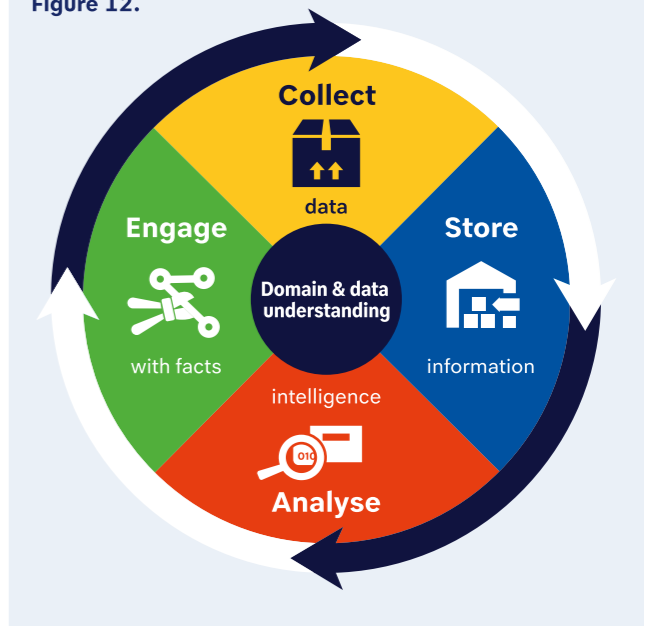 Figure 12.
Collect
data
Engage
with facts
Domain & data
understanding
Store
information
intelligence
010
Analyse